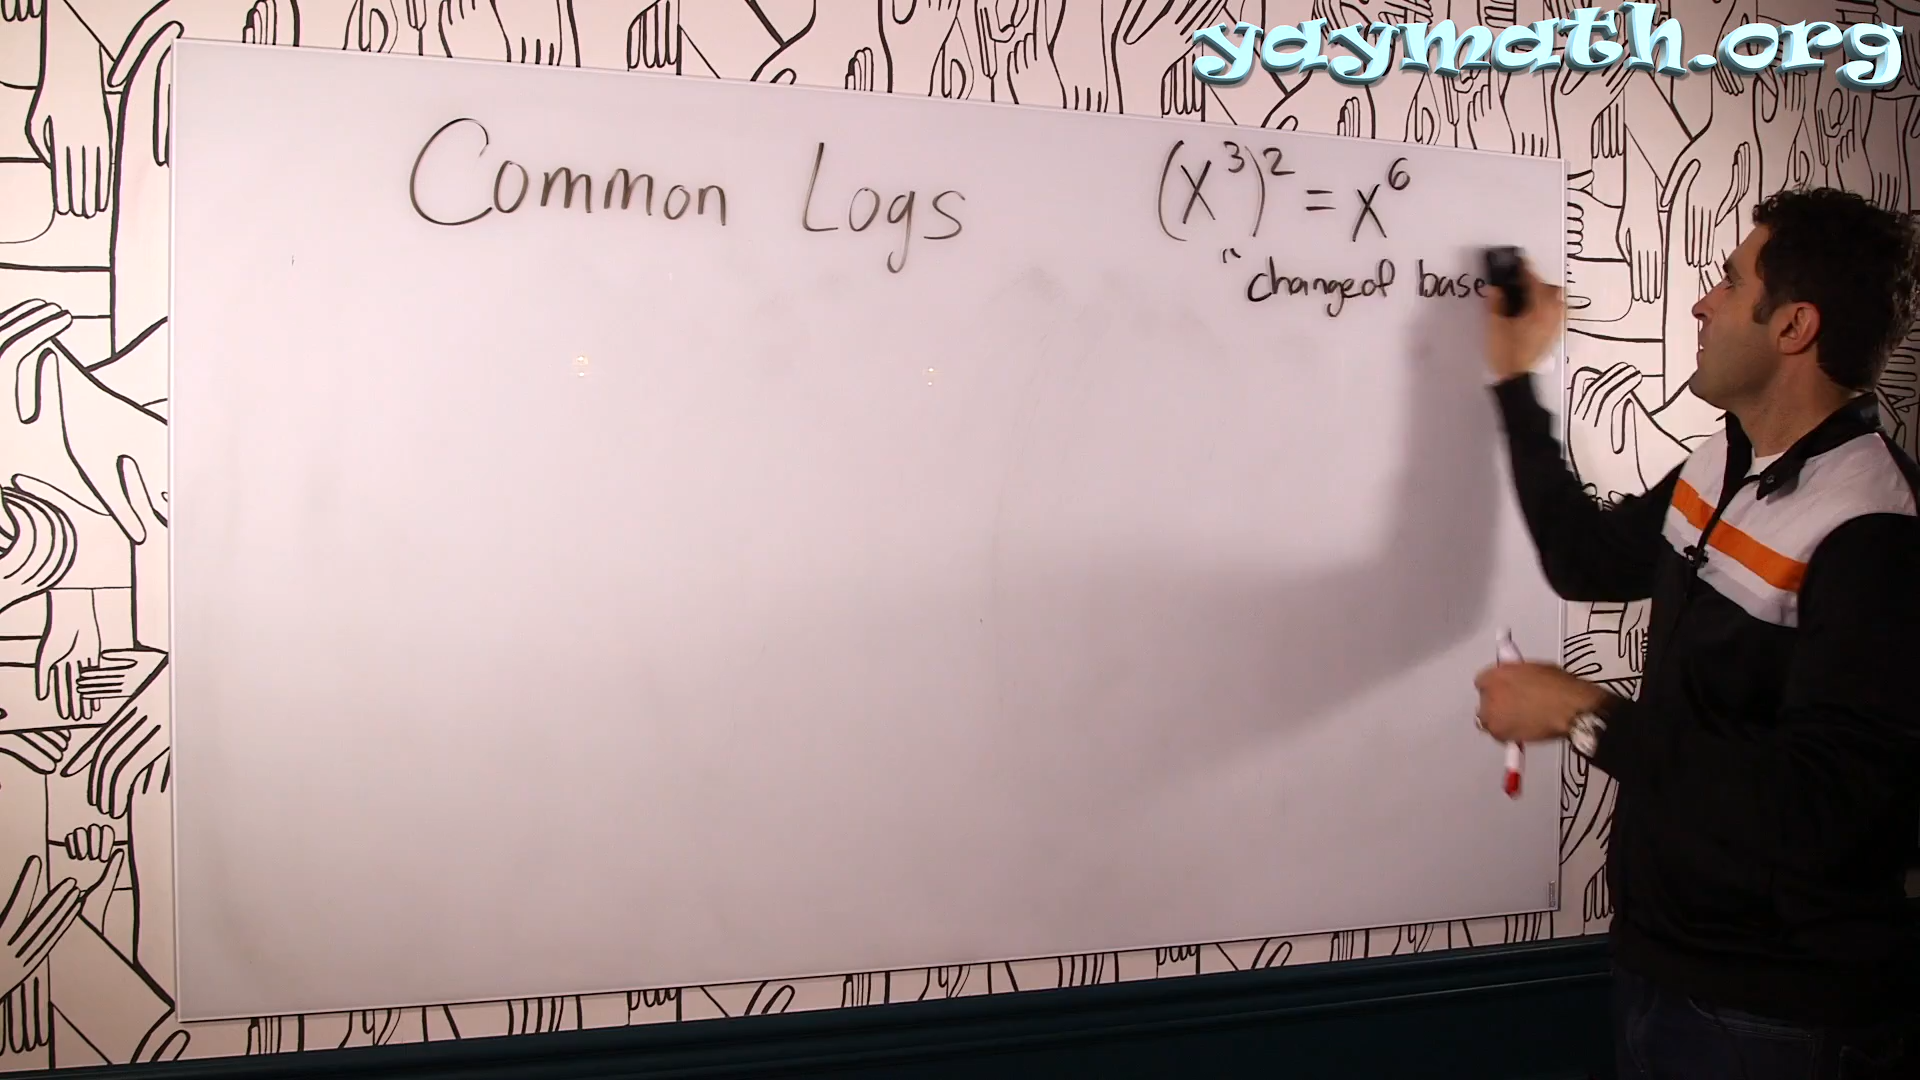 yaymath.org
Common Logs
(x³)² = x⁶
"change of base